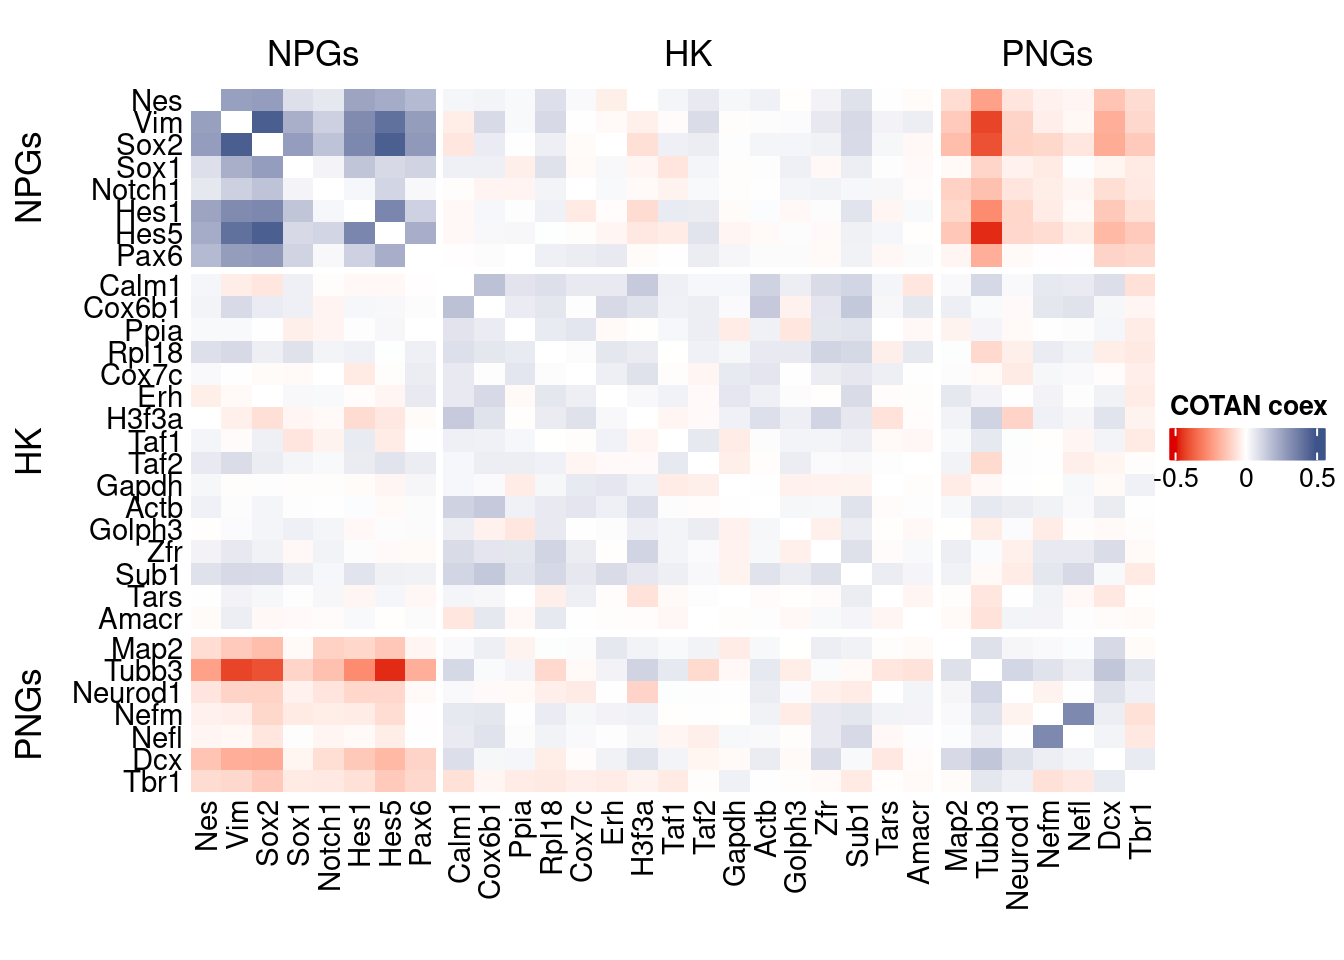 NPGs HK PNGs
NPGs
Nes
Vim
Sox2
Sox1
Notch1
Hes1
Hes5
Pax6
HK
Calm1
Cox6b1
Ppia
Rpl18
Cox7c
Erh
H3f3a
Taf1
Taf2
Gapdh
Actb
Golph3
Zfr
Sub1
Tars
Amacr
PNGs
Map2
Tubb3
Neurod1
Nefm
Nefl
Dcx
Tbr1
COTAN coex
-0.5 0 0.5
Nes Vim Sox2 Sox1 Notch1 Hes1 Hes5 Pax6 Calm1 Cox6b1 Ppia Rpl18 Cox7c Erh H3f3a Taf1 Taf2 Gapdh Actb Golph3 Zfr Sub1 Tars Amacr Map2 Tubb3 Neurod1 Nefm Nefl Dcx Tbr1